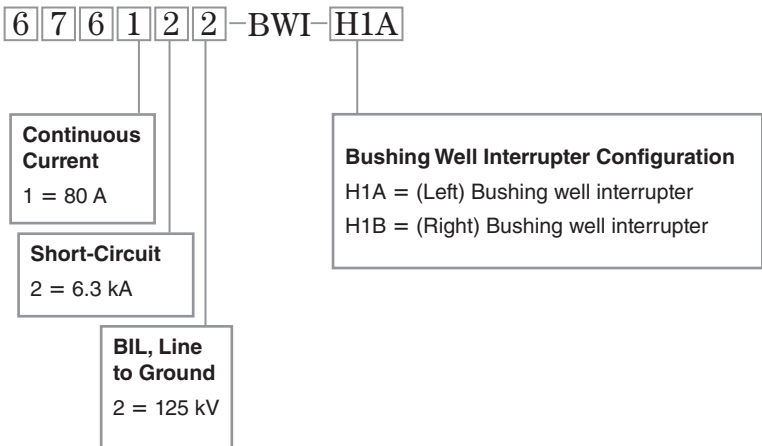 676122-BWI-H1A
Continuous
Current
1 = 80 A
Short-Circuit
2 = 6.3 kA
BIL, Line
to Ground
2 = 125 kV
Bushing Well Interrupter Configuration
H1A = (Left) Bushing well interrupter
H1B = (Right) Bushing well interrupter